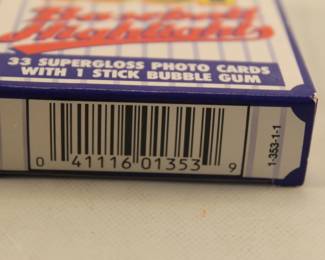 33 SUPERGLOSS PHOTO CARDS
WITH 1 STICK BUBBLE GUM
0 41116 01353 9
1-353-1-1